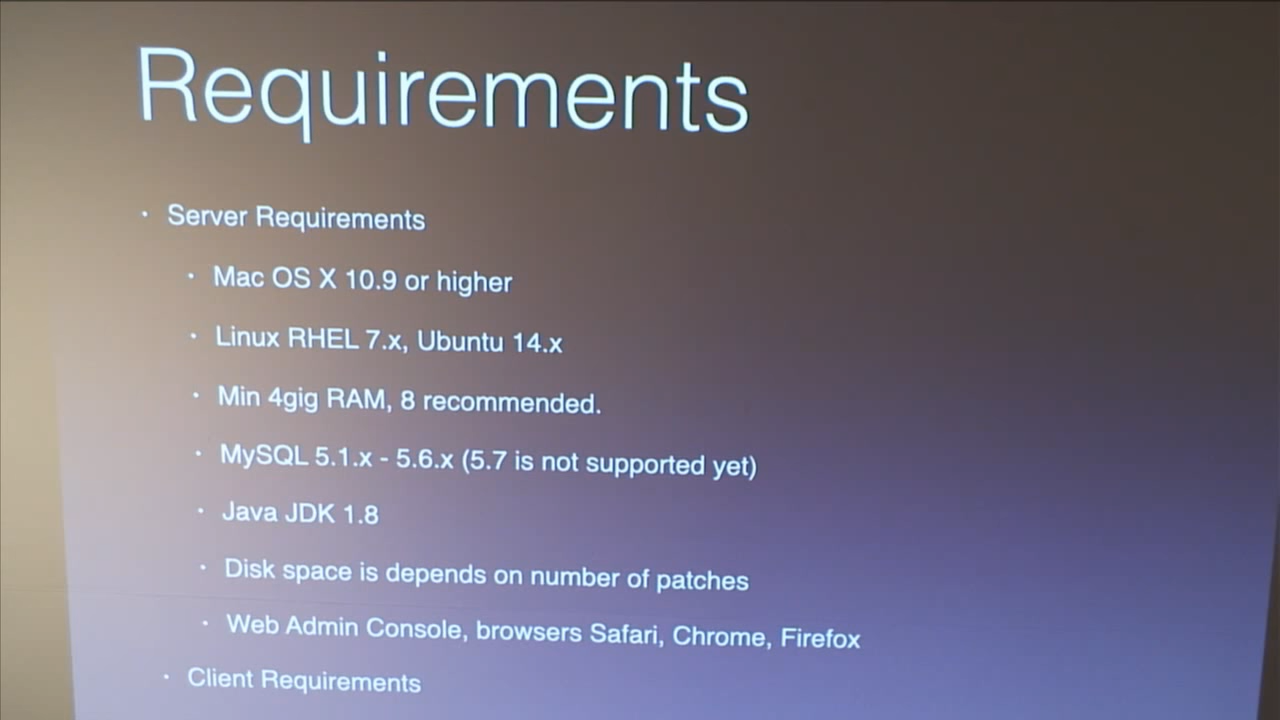 Requirements
• Server Requirements
• Mac OS X 10.9 or higher
• Linux RHEL 7.x, Ubuntu 14.x
• Min 4gig RAM, 8 recommended.
• MySQL 5.1.x - 5.6.x (5.7 is not supported yet)
• Java JDK 1.8
• Disk space is depends on number of patches
• Web Admin Console, browsers Safari, Chrome, Firefox
• Client Requirements